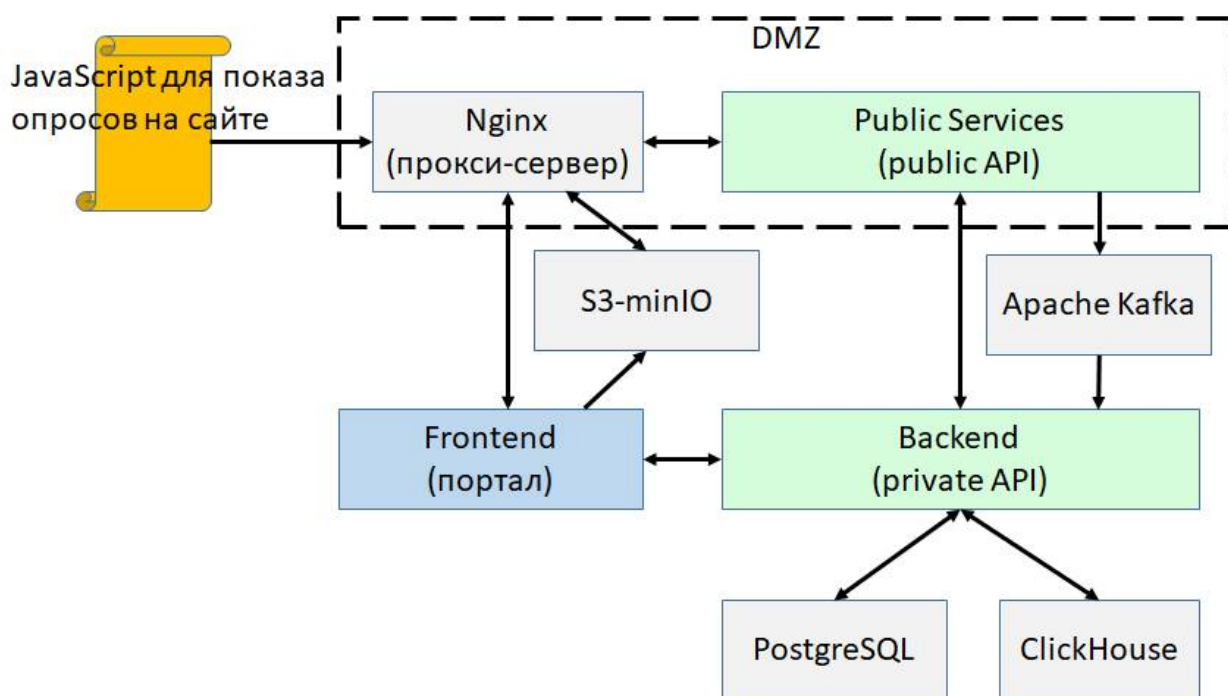 DMZ
JavaScript для показа
опросов на сайте
Nginx
(прокси-сервер)
Public Services
(public API)
S3-minIO
Apache Kafka
Frontend
(портал)
Backend
(private API)
PostgreSQL
ClickHouse